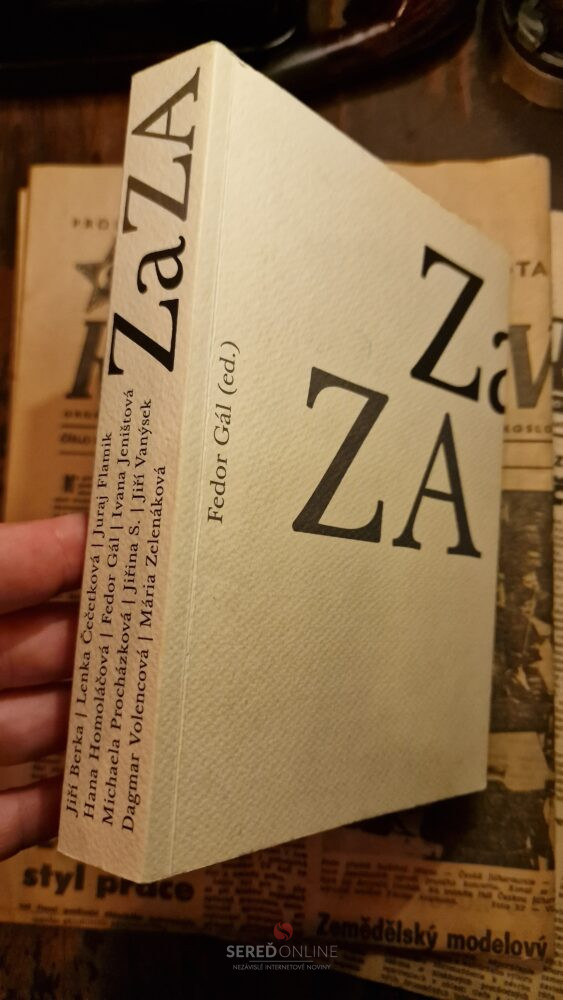 ZaZA
Jiří Berka | Lenka Čečetková | Juraj Flamik
Hana Homoláčová | Fedor Gál | Ivana Jeništová
Michaela Procházková | Jiřina S. | Jiří Vanýsek
Dagmar Volencová | Mária Zelenáková
Fedor Gál (ed.)
Za
ZA
styl práce
Zemědělský modelový
SEREĎONLINE
NEZÁVISLÉ INTERNETOVÉ NOVINY